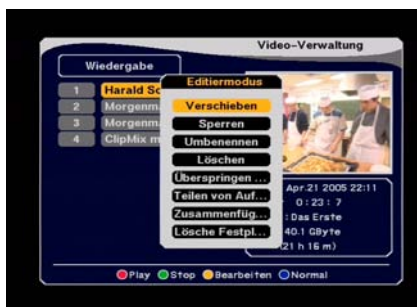 Video-Verwaltung
Wiedergabe
1 Harald Sc
2 Morgenm
3 Morgenm
4 ClipMix m
Editiermodus
Verschieben
Sperren
Umbenennen
Löschen
Überspringen ...
Teilen von Auf...
Zusammenfüg...
Lösche Festpl...
Apr.21 2005 22:11
0:23: 7
: Das Erste
40.1 GByte
(21 h 16 m)
Play Stop Bearbeiten Normal